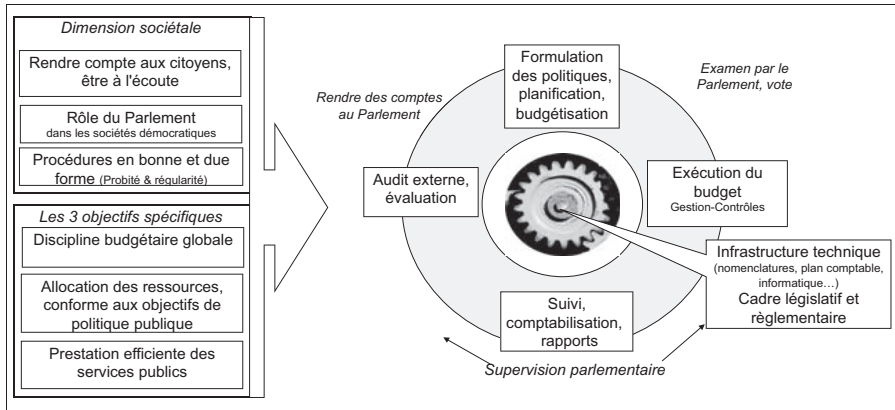 Dimension sociétale
Rendre compte aux citoyens,
être à l'écoute
Rôle du Parlement
dans les sociétés démocratiques
Procédures en bonne et due
forme (Probité & régularité)
Les 3 objectifs spécifiques
Discipline budgétaire globale
Allocation des ressources,
conforme aux objectifs de
politique publique
Prestation efficiente des
services publics
Rendre des comptes
au Parlement
Formulation
des politiques,
planification,
budgétisation
Examen par le
Parlement, vote
Audit externe,
évaluation
Exécution du
budget
Gestion-Contrôles
Infrastructure technique
(nomenclatures, plan comptable,
informatique…)
Cadre législatif et
règlementaire
Suivi,
comptabilisation,
rapports
Supervision parlementaire